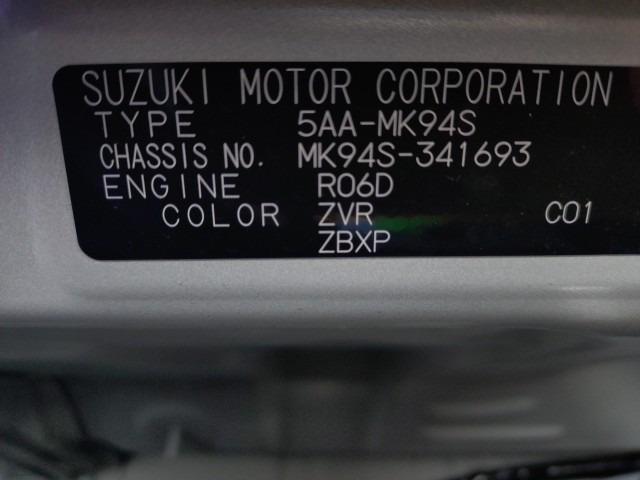 SUZUKI MOTOR CORPORATION
TYPE 5AA-MK94S
CHASSIS NO. MK94S-341693
ENGINE R06D
COLOR ZVR C01
ZBXP